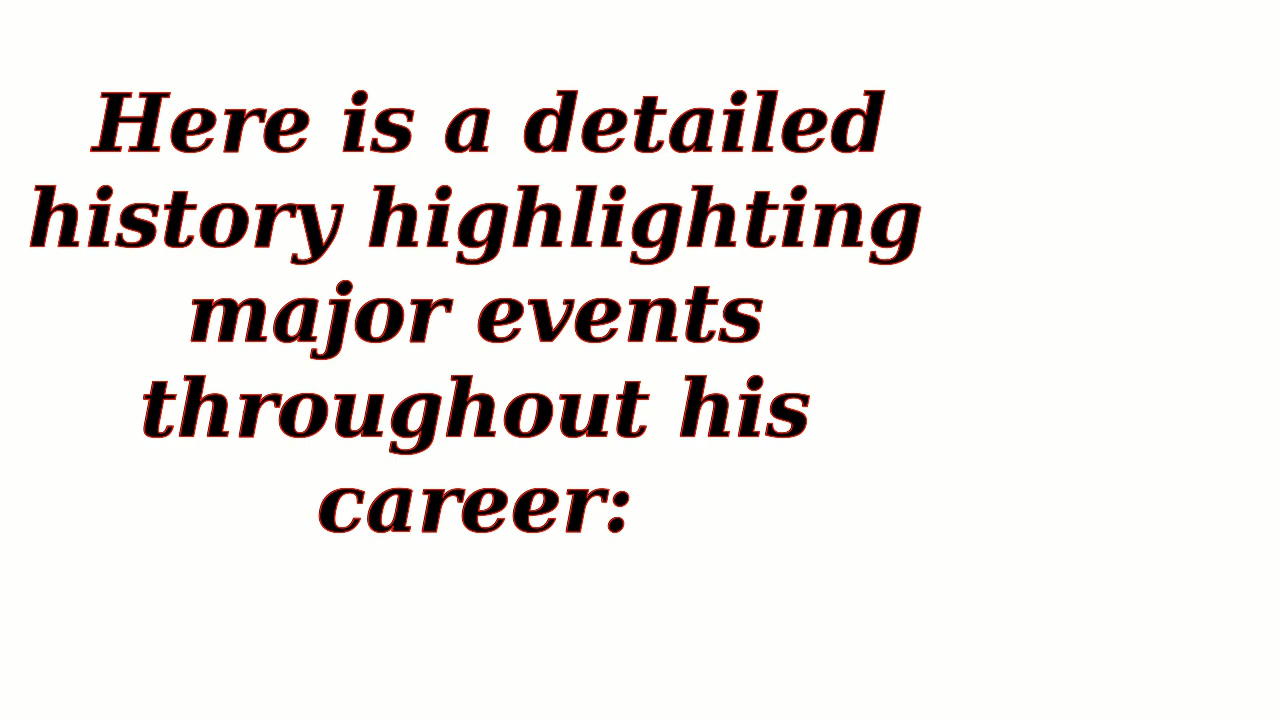 Here is a detailed
history highlighting
major events
throughout his
career: